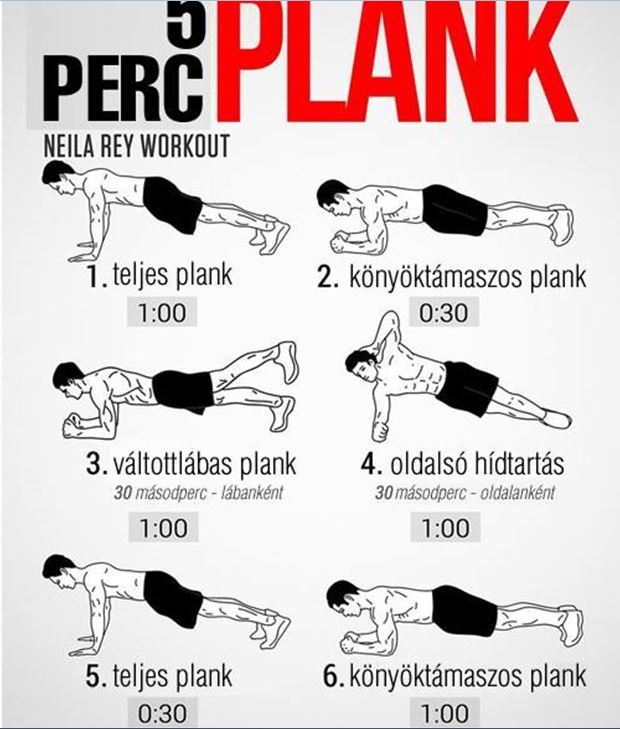 5
PERC PLANK
NEILA REY WORKOUT
1. teljes plank
1:00
2. könyöktámaszos plank
0:30
3. váltottlábas plank
30 másodperc - lábanként
1:00
4. oldalsó hídtartás
30 másodperc - oldalanként
1:00
5. teljes plank
0:30
6. könyöktámaszos plank
1:00